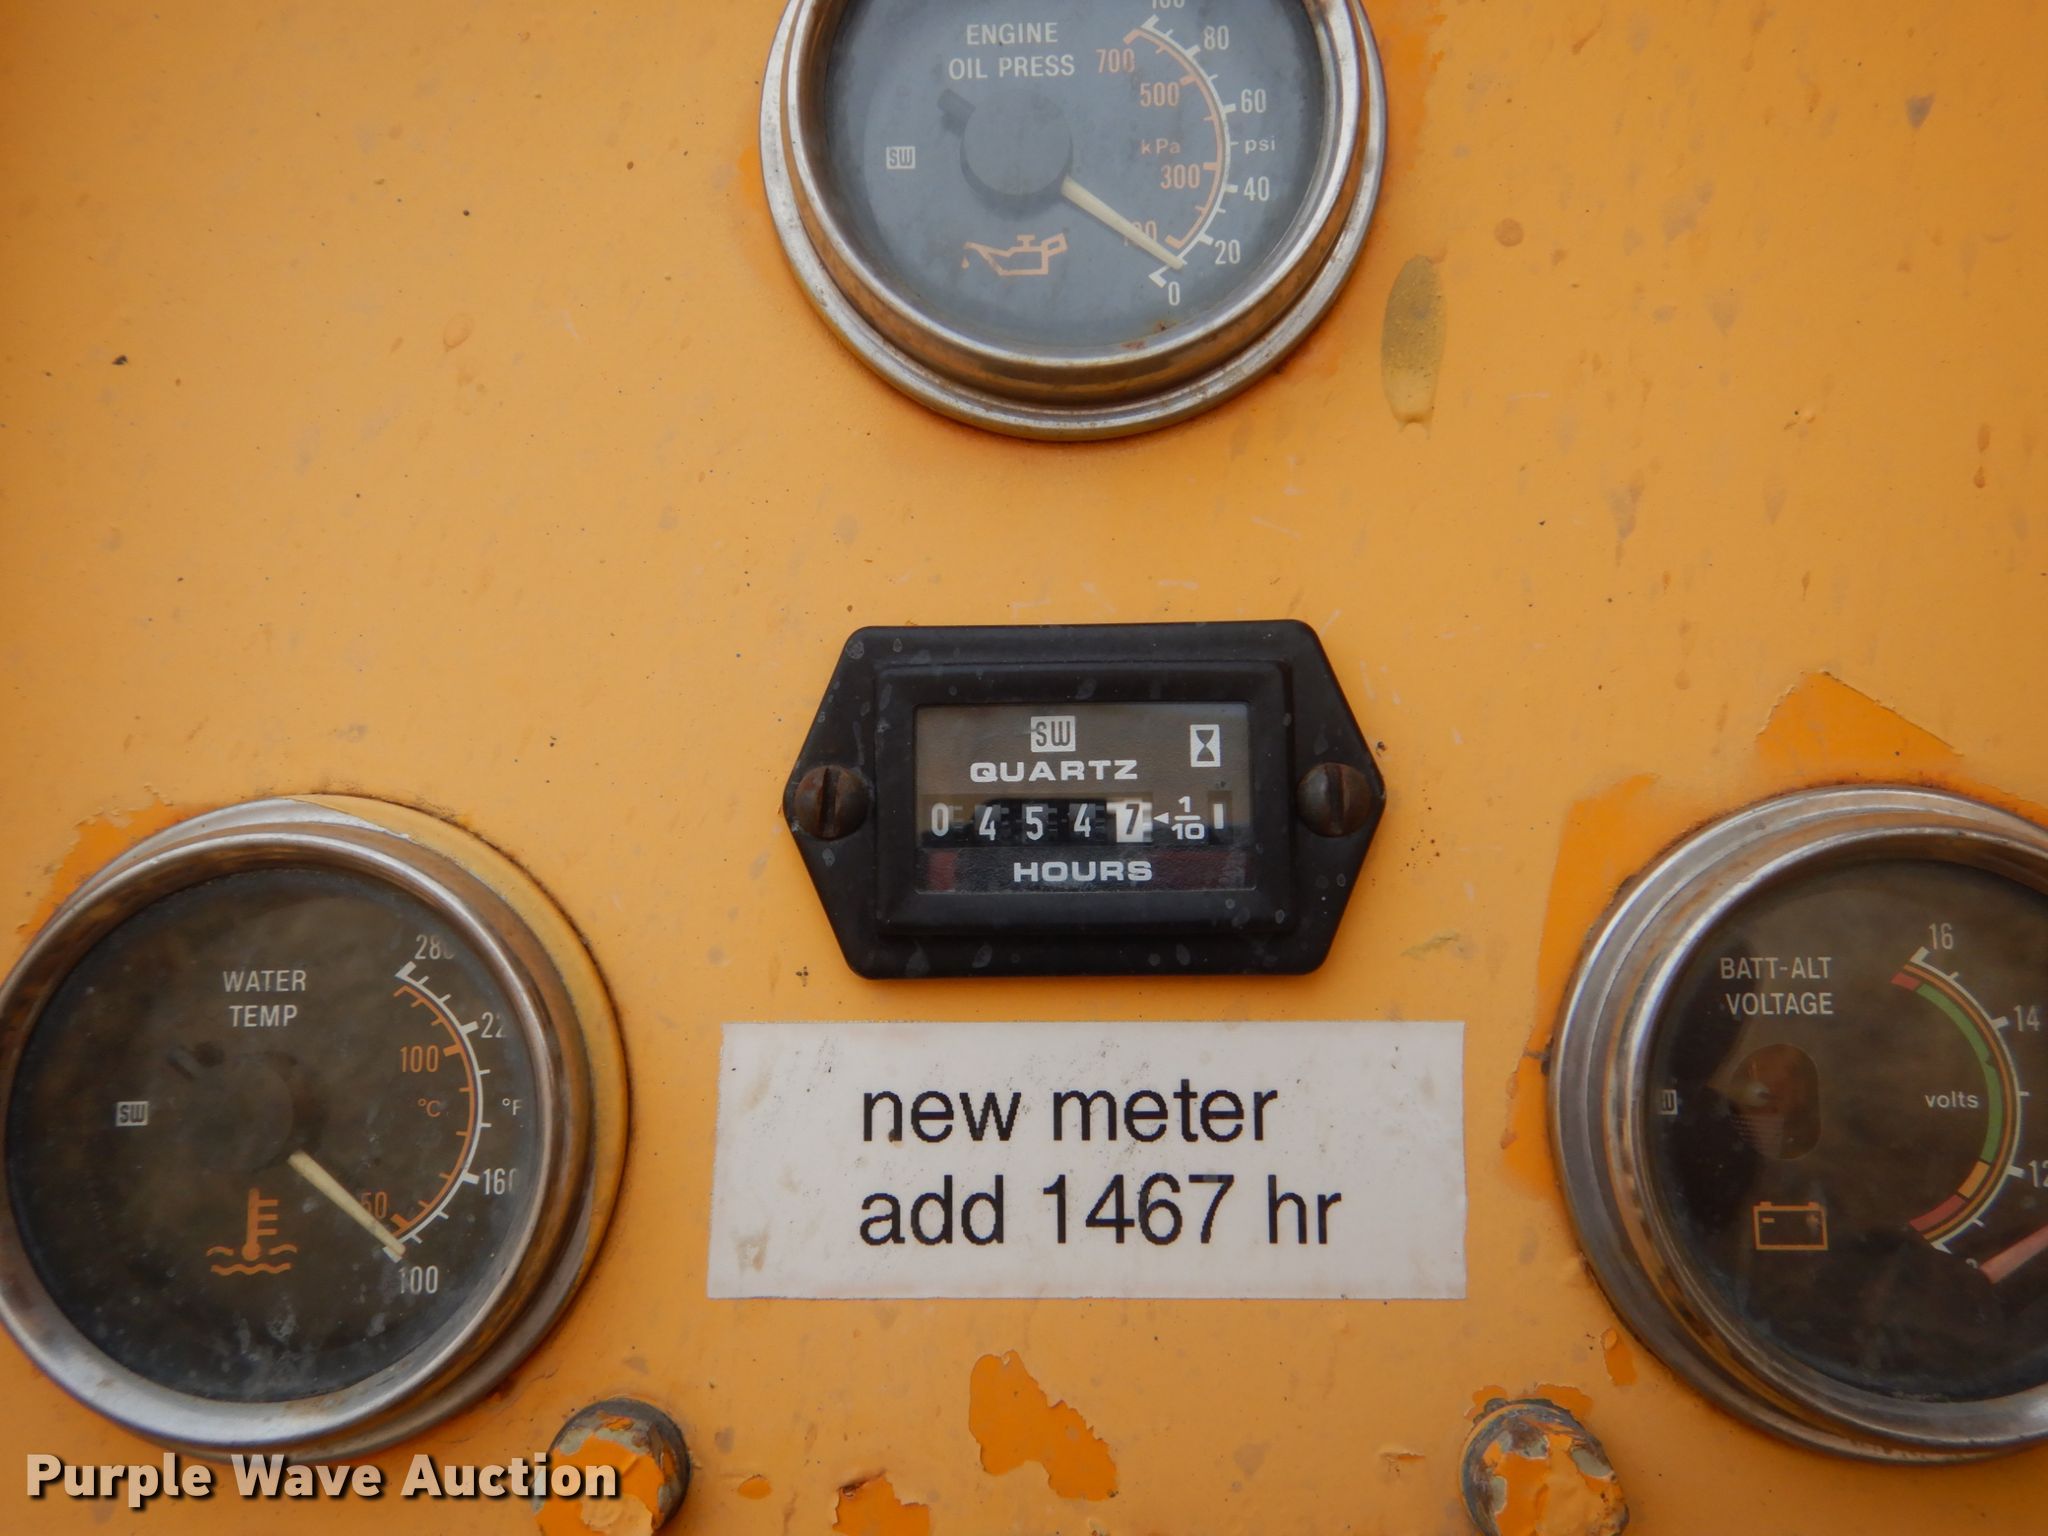 ENGINE
OIL PRESS
80
700
500
60
kPa
psi
300
40
20
0
SW
SW
QUARTZ
0 4 5 4 7 ◄ 1/10
HOURS
WATER
TEMP
100
°C
°F
SW
50
100
BATT-ALT
VOLTAGE
16
14
volts
new meter
add 1467 hr
Purple Wave Auction